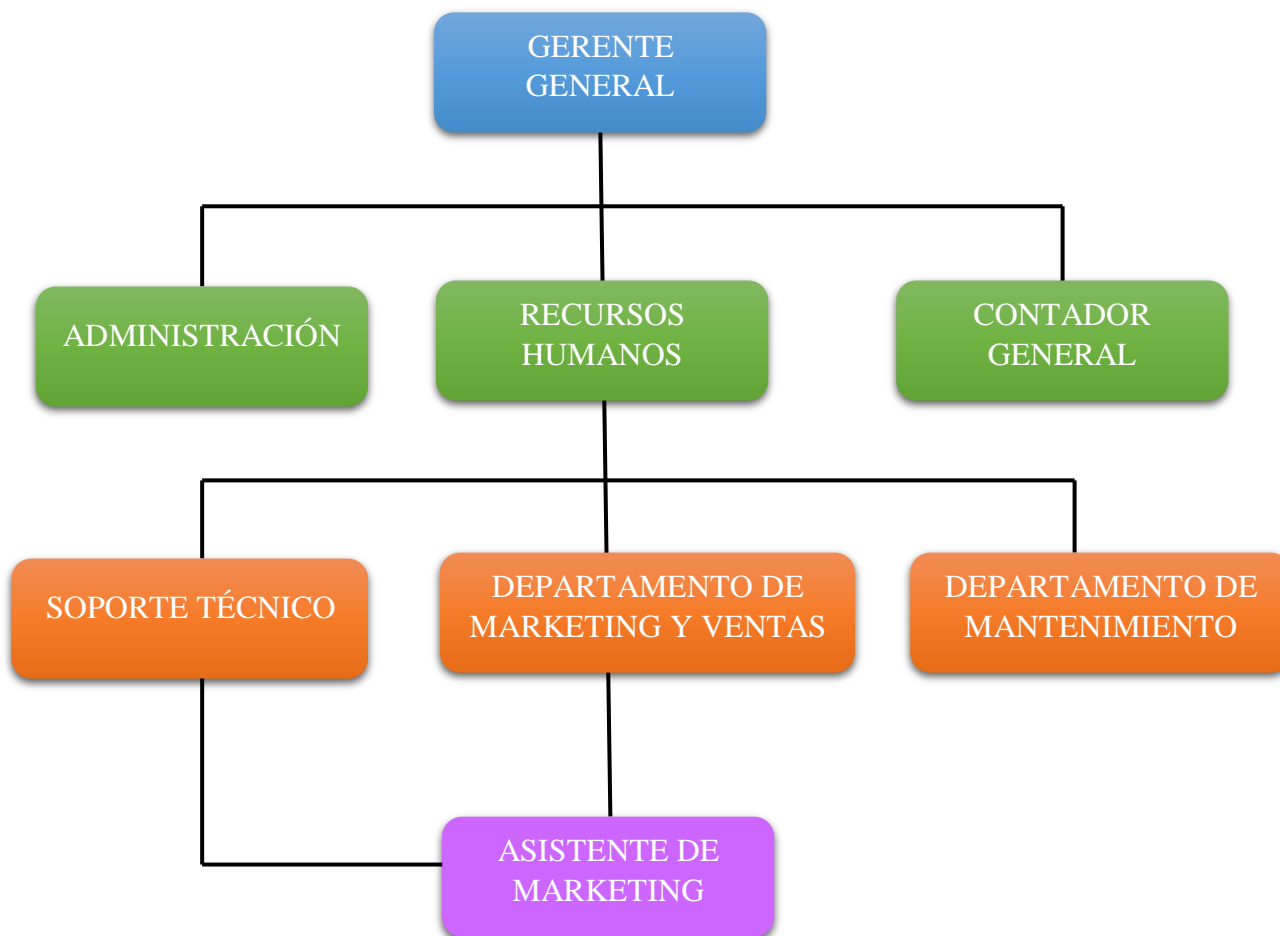 GERENTE
GENERAL
ADMINISTRACIÓN
RECURSOS
HUMANOS
CONTADOR
GENERAL
SOPORTE TÉCNICO
DEPARTAMENTO DE
MARKETING Y VENTAS
DEPARTAMENTO DE
MANTENIMIENTO
ASISTENTE DE
MARKETING